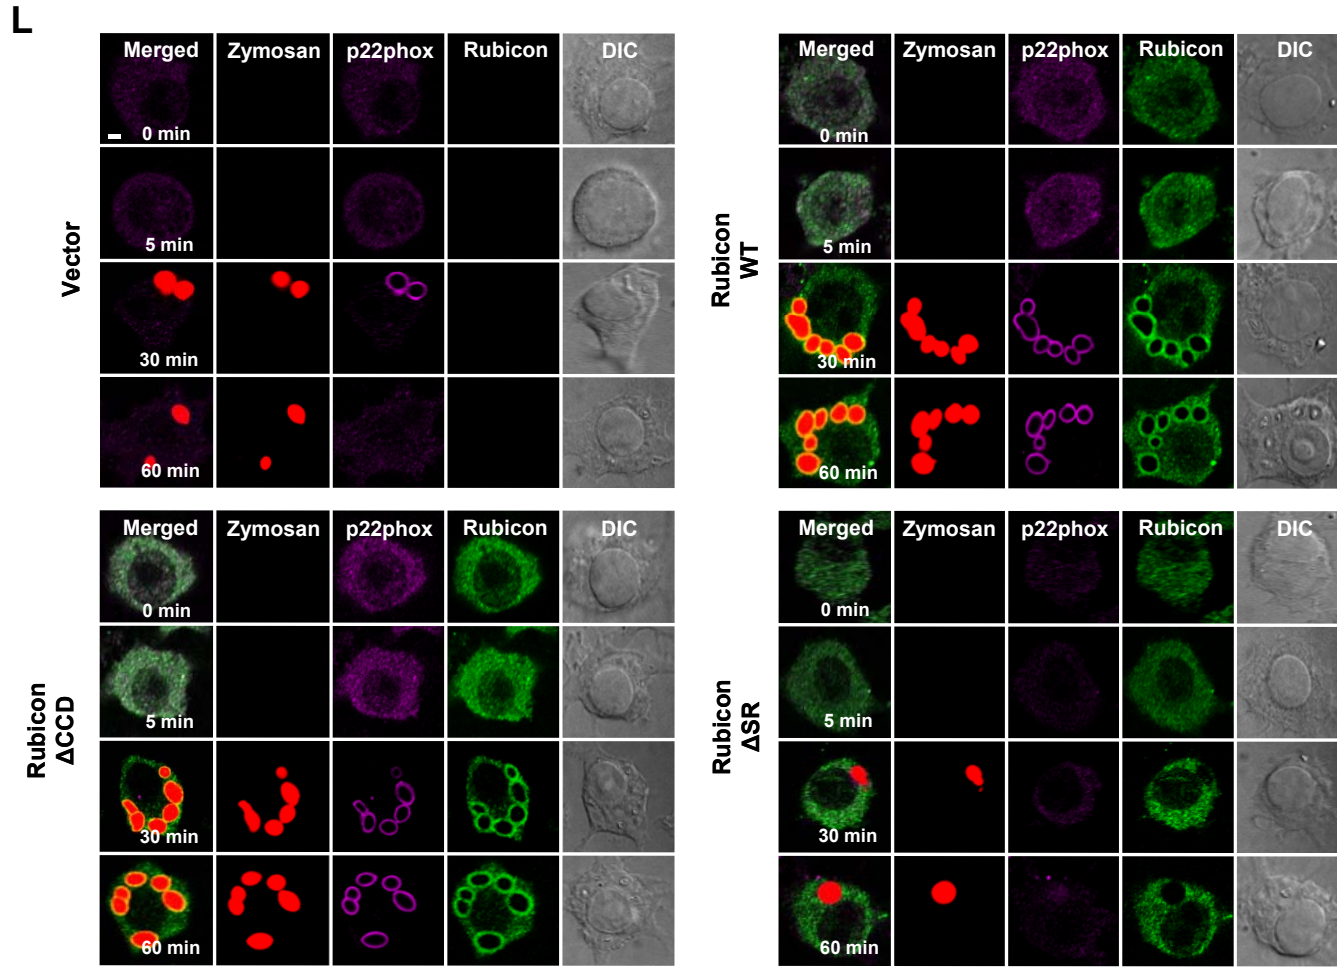 L
Merged Zymosan p22phox Rubicon DIC
0 min
5 min
30 min
60 min
Vector
Merged Zymosan p22phox Rubicon DIC
0 min
5 min
30 min
60 min
Rubicon
WT
Merged Zymosan p22phox Rubicon DIC
0 min
5 min
30 min
60 min
Rubicon
ΔCCD
Merged Zymosan p22phox Rubicon DIC
0 min
5 min
30 min
60 min
Rubicon
ΔSR